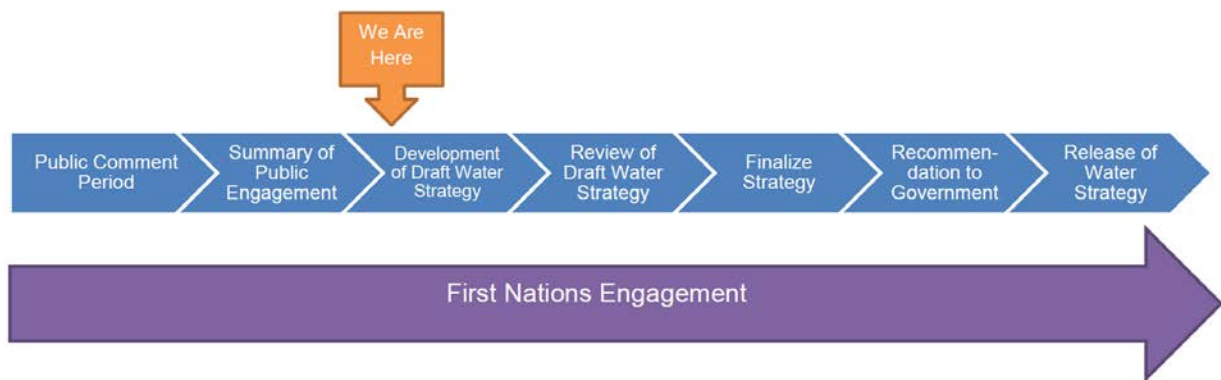 We Are
Here
Public Comment
Period
Summary of
Public
Engagement
Development
of Draft Water
Strategy
Review of
Draft Water
Strategy
Finalize
Strategy
Recommen-
dation to
Government
Release of
Water
Strategy
First Nations Engagement